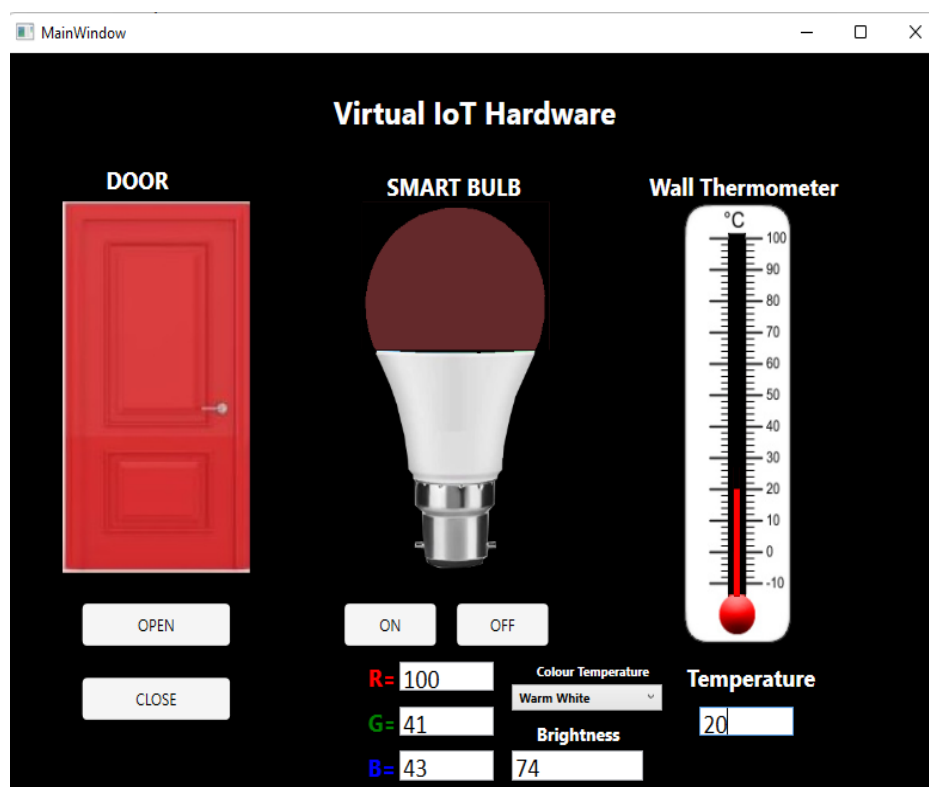 MainWindow
Virtual IoT Hardware
DOOR
SMART BULB
Wall Thermometer
°C
100
90
80
70
60
50
40
30
20
10
0
-10
OPEN
CLOSE
ON OFF
R= 100
G= 41
B= 43
Colour Temperature
Warm White
Brightness
74
Temperature
20